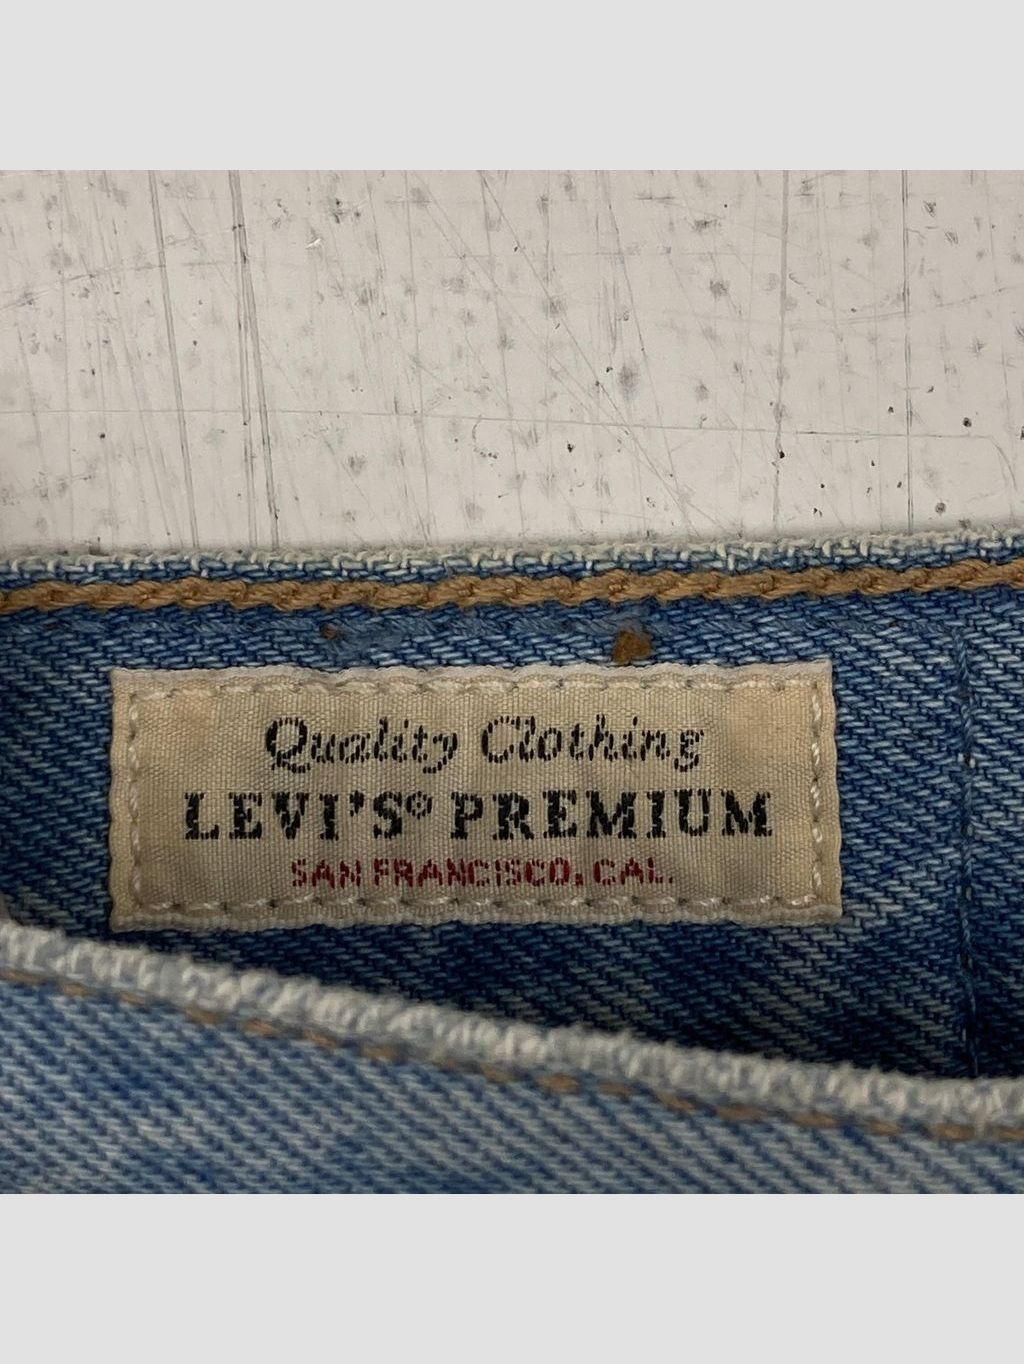 Quality Clothing
LEVI'S® PREMIUM
SAN FRANCISCO, CAL.